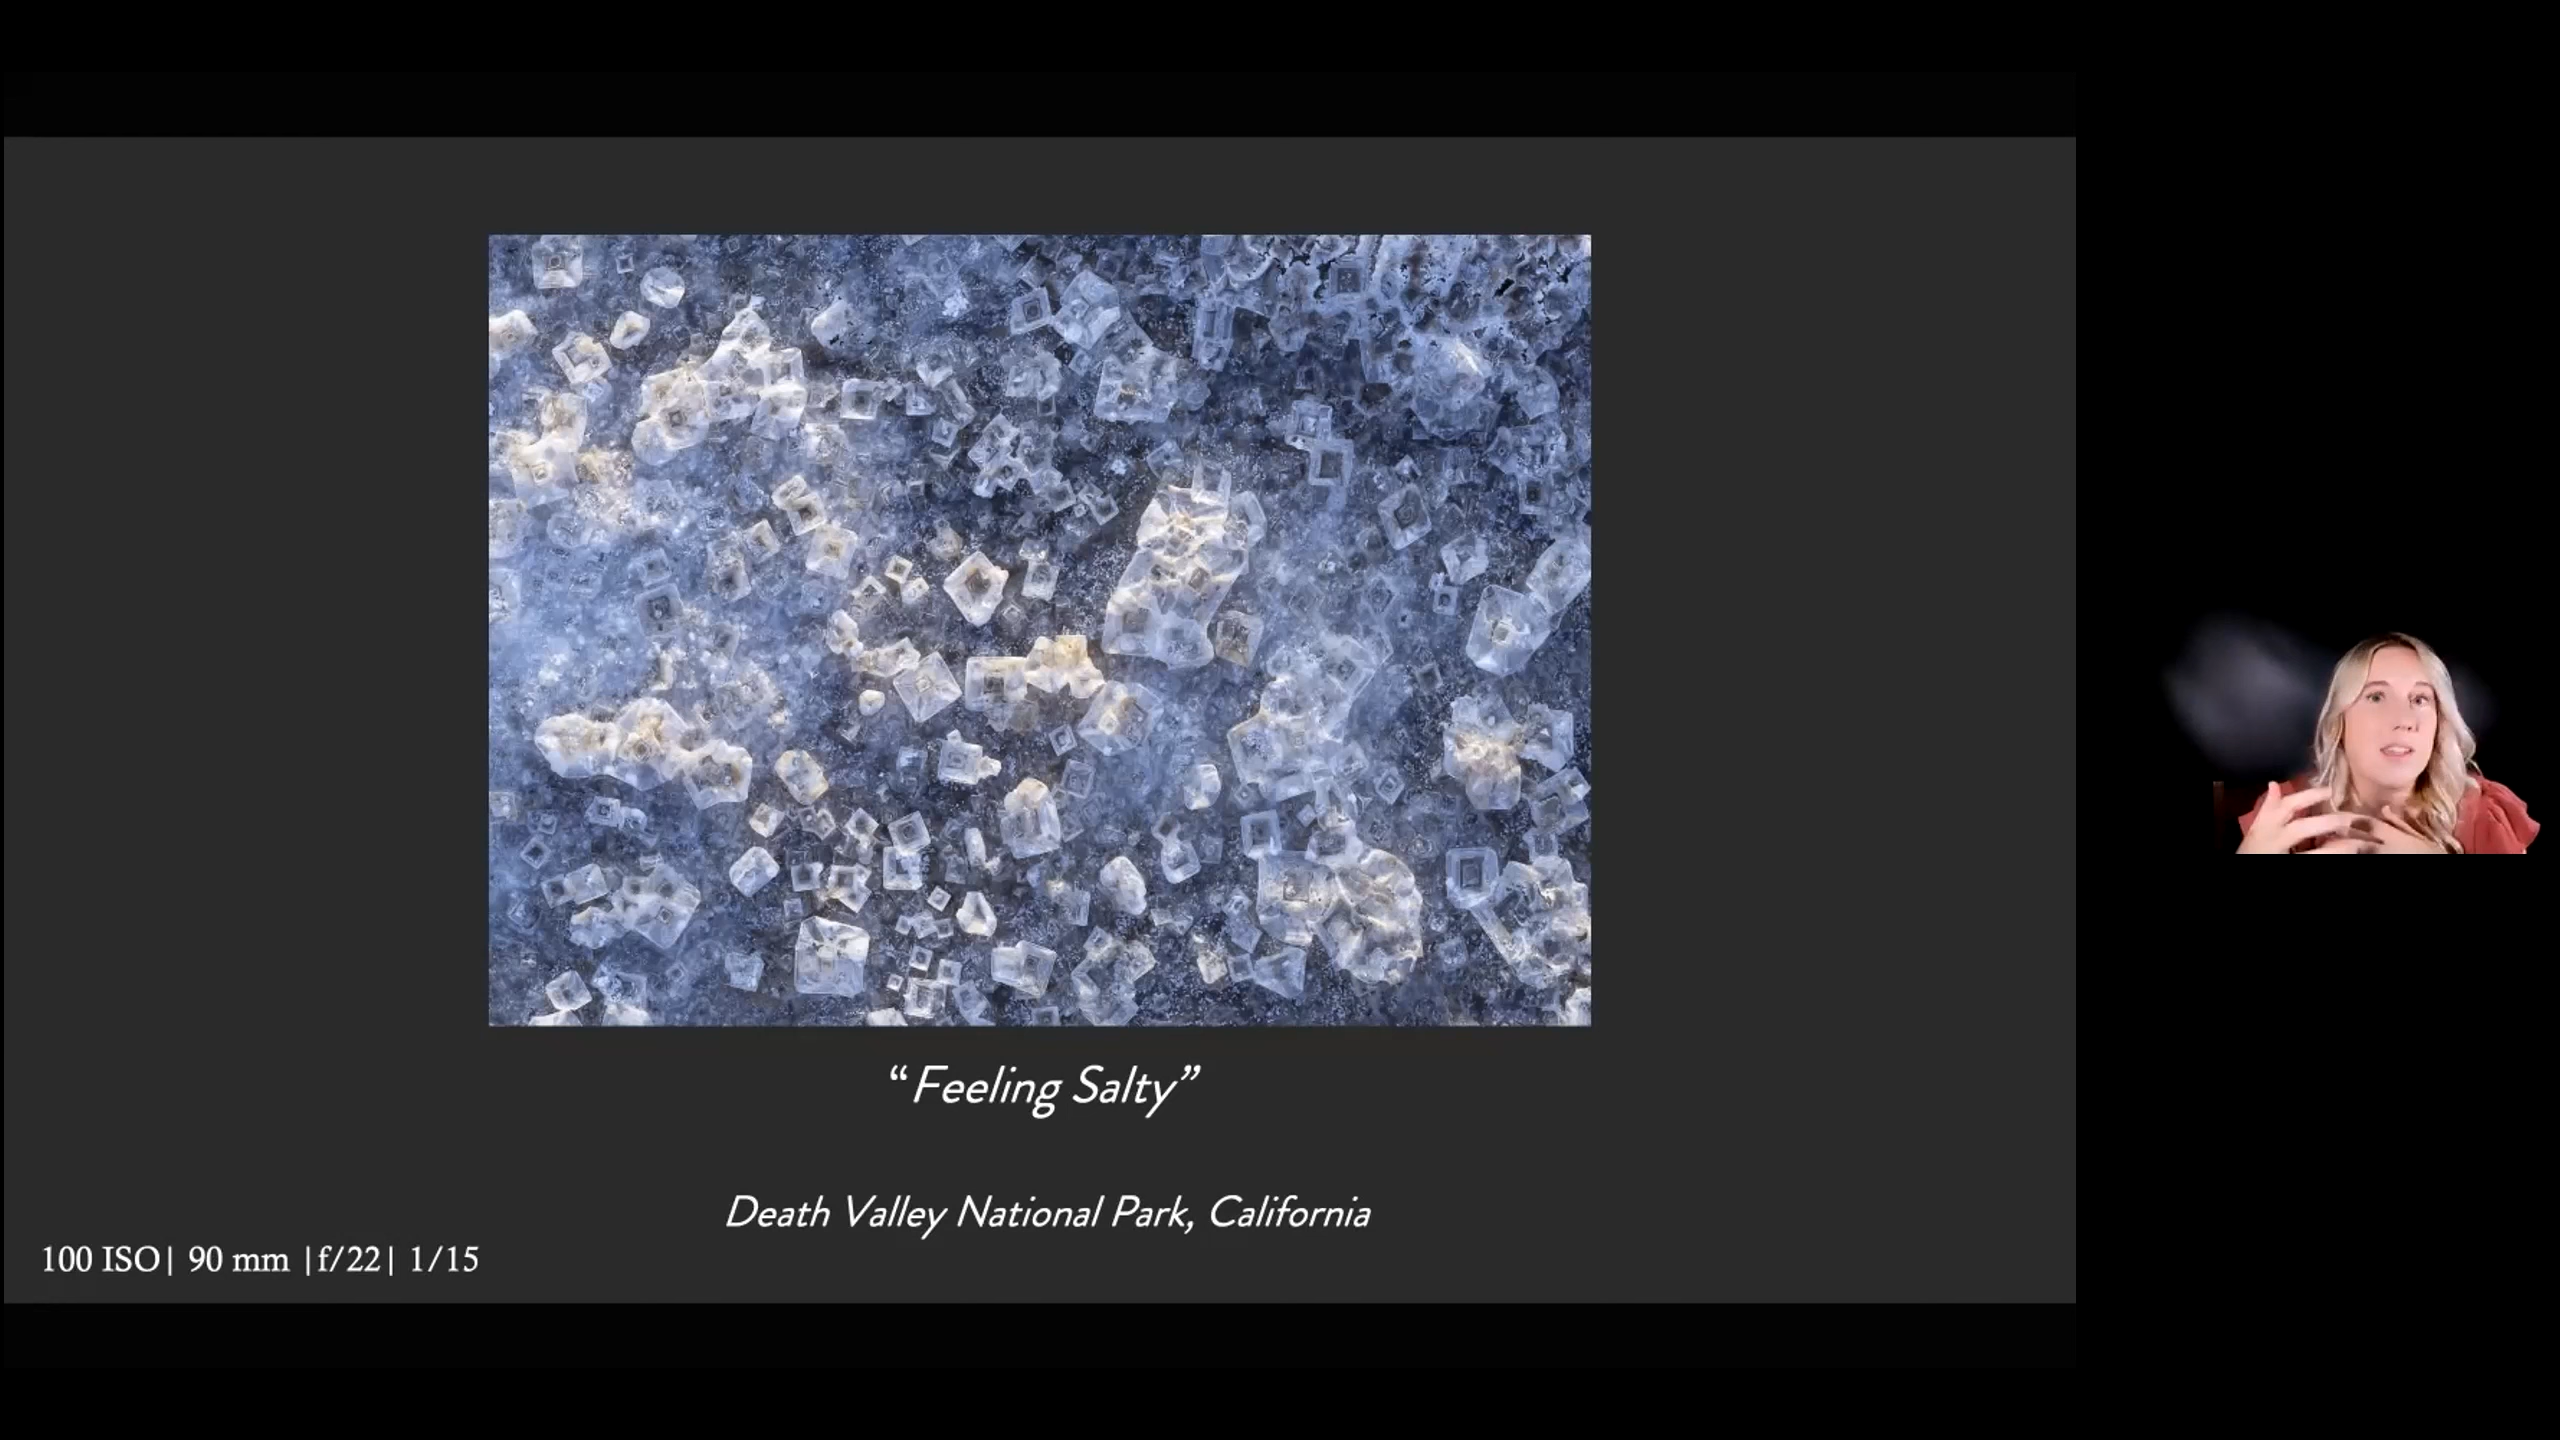 “Feeling Salty”
Death Valley National Park, California
100 ISO| 90 mm |f/22| 1/15